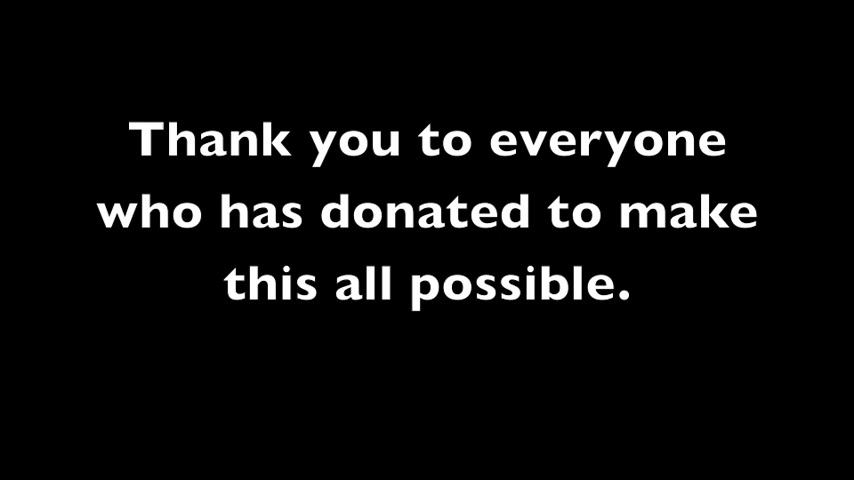 Thank you to everyone
who has donated to make
this all possible.